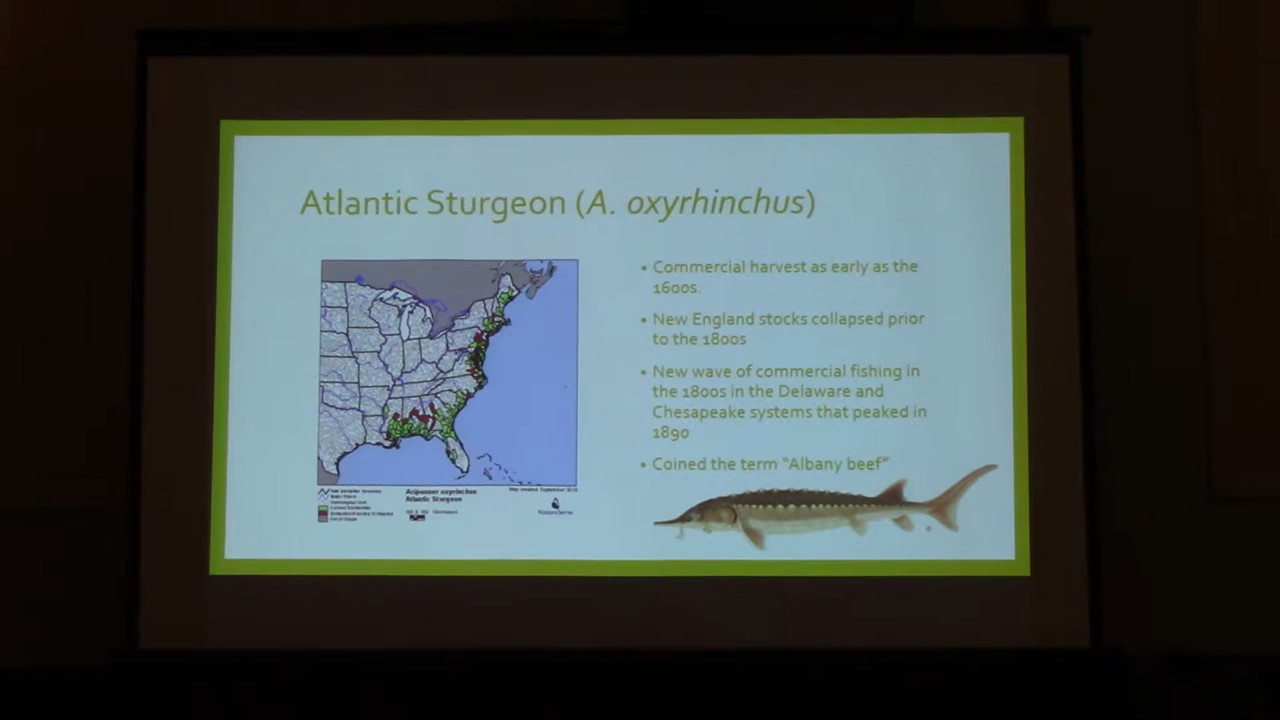 Atlantic Sturgeon (A. oxyrhinchus)
• Commercial harvest as early as the
1600s.
• New England stocks collapsed prior
to the 1800s
• New wave of commercial fishing in
the 1800s in the Delaware and
Chesapeake systems that peaked in
1890
• Coined the term "Albany beef"
Acipenser oxyrinchus
Atlantic Sturgeon
NatureServe